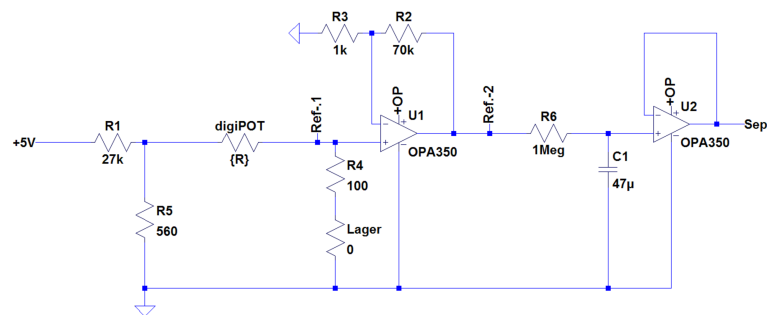 R3
1k
R2
70k
+OP
U1
OPA350
Ref-.1
Ref.-2
+5V
R1
27k
digiPOT
{R}
R4
100
Lager
0
R5
560
R6
1Meg
C1
47µ
+OP
U2
OPA350
Sep